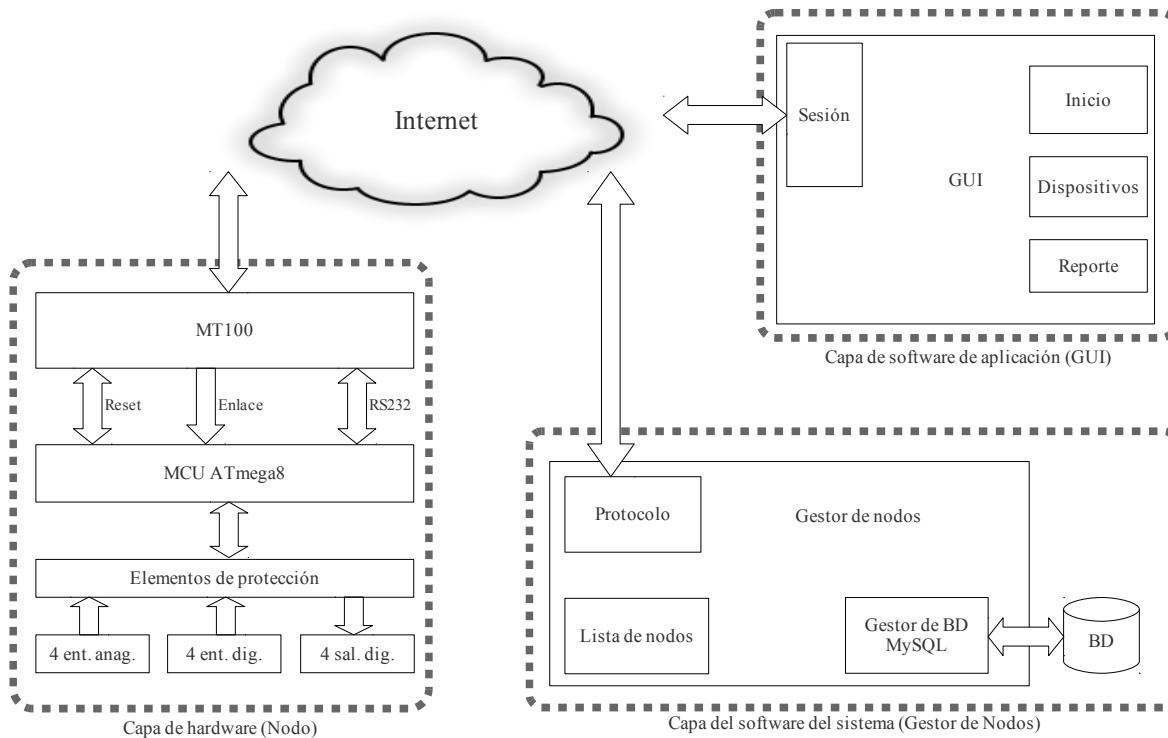 Internet
Sesión
GUI
Inicio
Dispositivos
Reporte
Capa de software de aplicación (GUI)
MT100
Reset
Enlace
RS232
MCU ATmega8
Elementos de protección
4 ent. anag.
4 ent. dig.
4 sal. dig.
Capa de hardware (Nodo)
Protocolo
Gestor de nodos
Lista de nodos
Gestor de BD
MySQL
BD
Capa del software del sistema (Gestor de Nodos)